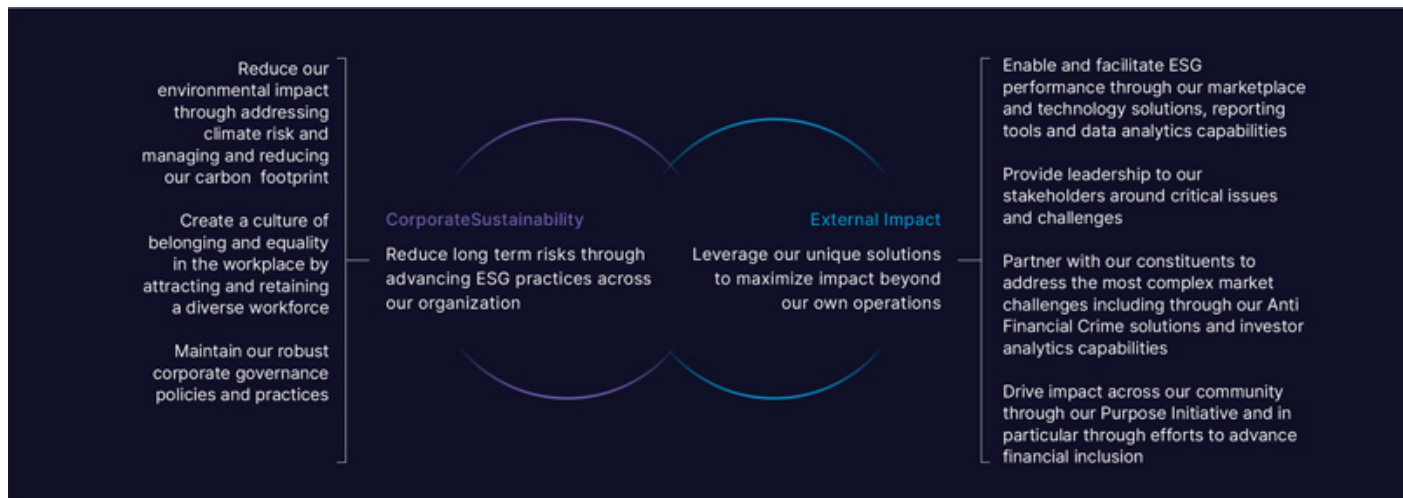 Reduce our
environmental impact
through addressing
climate risk and
managing and reducing
our carbon footprint
Create a culture of
belonging and equality
in the workplace by
attracting and retaining
a diverse workforce
Maintain our robust
corporate governance
policies and practices
CorporateSustainability
Reduce long term risks through
advancing ESG practices across
our organization
External Impact
Leverage our unique solutions
to maximize impact beyond
our own operations
Enable and facilitate ESG
performance through our marketplace
and technology solutions, reporting
tools and data analytics capabilities
Provide leadership to our
stakeholders around critical issues
and challenges
Partner with our constituents to
address the most complex market
challenges including through our Anti
Financial Crime solutions and investor
analytics capabilities
Drive impact across our community
through our Purpose Initiative and in
particular through efforts to advance
financial inclusion